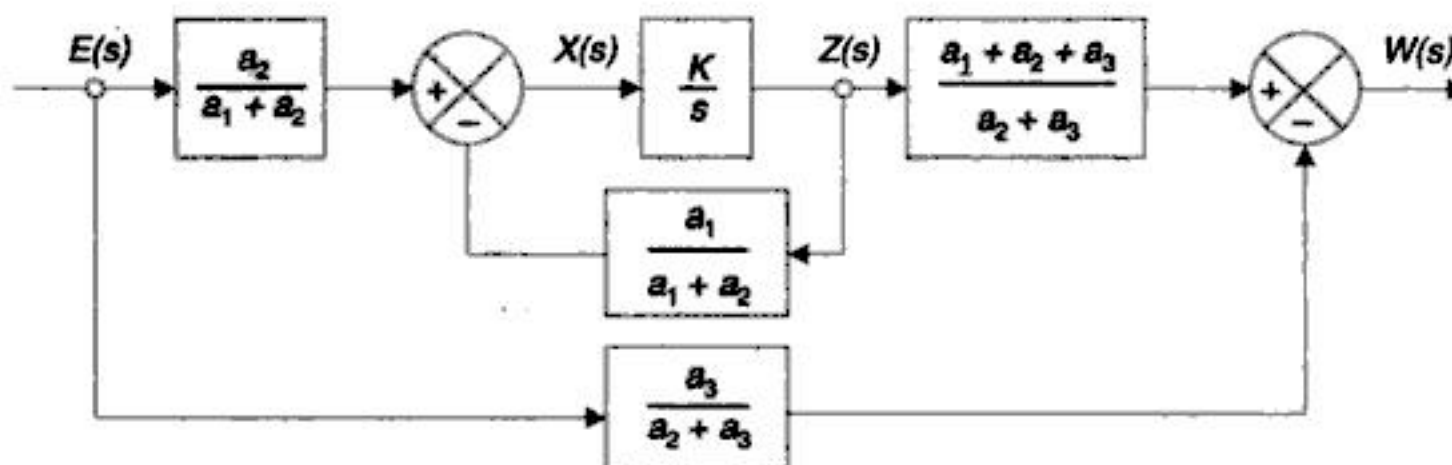 E(s)
a₂
a₁ + a₂
+
−
X(s)
K
s
Z(s)
a₁ + a₂ + a₃
a₂ + a₃
+
−
W(s)
a₁
a₁ + a₂
a₃
a₂ + a₃